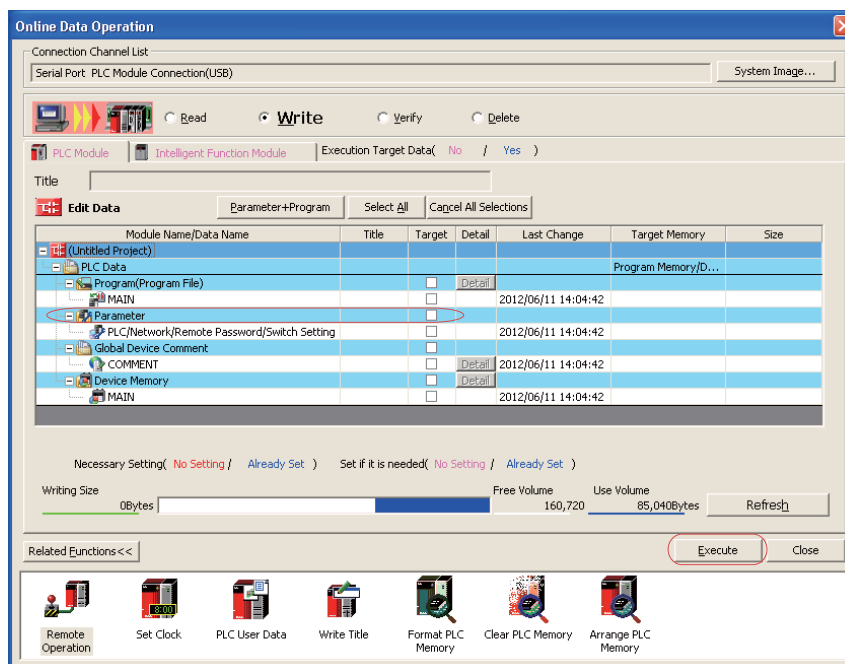 Online Data Operation
Connection Channel List
Serial Port PLC Module Connection(USB)
System Image...
Read Write Verify Delete
PLC Module Intelligent Function Module Execution Target Data( No / Yes )
Title
Edit Data Parameter+Program Select All Cancel All Selections
Module Name/Data Name Title Target Detail Last Change Target Memory Size
(Untitled Project)
PLC Data Program Memory/D...
Program(Program File) Detail
MAIN 2012/06/11 14:04:42
Parameter
PLC/Network/Remote Password/Switch Setting 2012/06/11 14:04:42
Global Device Comment
COMMENT Detail 2012/06/11 14:04:42
Device Memory Detail
MAIN 2012/06/11 14:04:42
Necessary Setting( No Setting / Already Set ) Set if it is needed( No Setting / Already Set )
Writing Size Free Volume Use Volume
0Bytes 160,720 85,040Bytes Refresh
Related Functions<< Execute Close
8:00
Remote Operation
Set Clock
PLC User Data
Write Title
Format PLC Memory
Clear PLC Memory
Arrange PLC Memory